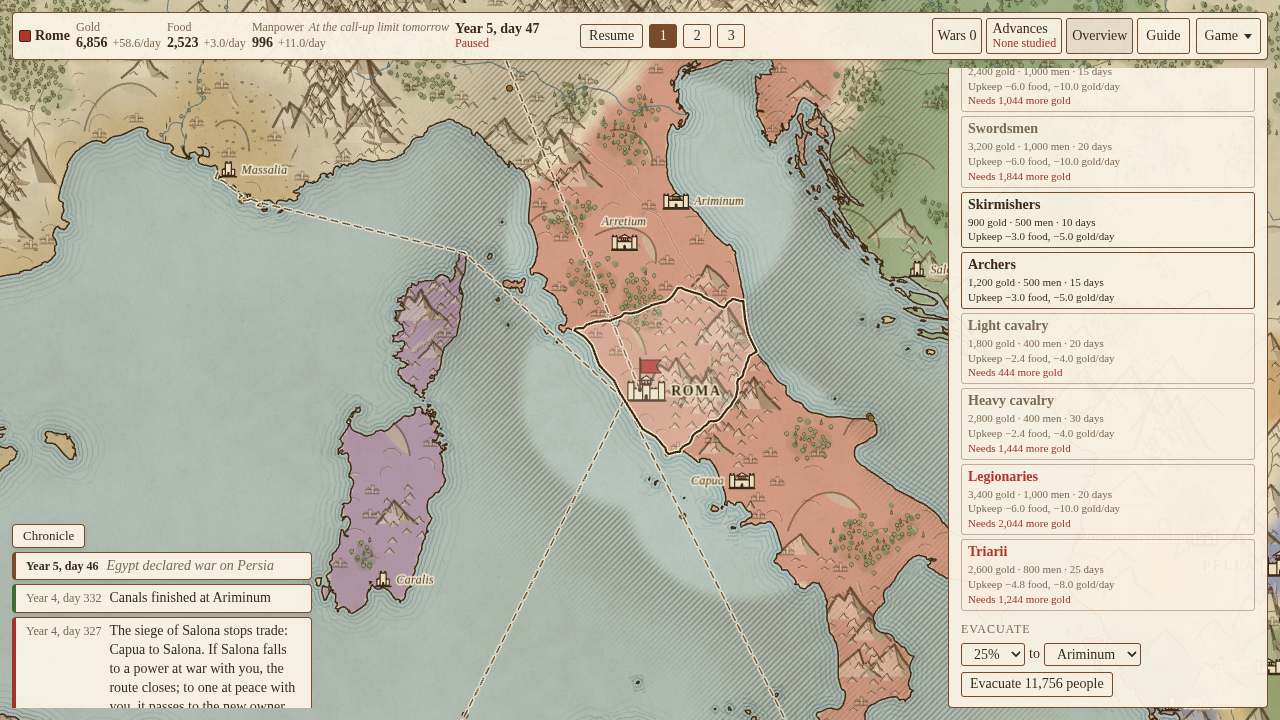 Rome
Gold
6,856 +58.6/day
Food
2,523 +3.0/day
Manpower At the call-up limit tomorrow
996 +11.0/day
Year 5, day 47
Paused
Resume
1
2
3
Wars 0
Advances
None studied
Overview
Guide
Game
Massalia
Ariminum
Arretium
ROMA
Capua
Caralis
Chronicle
Year 5, day 46 Egypt declared war on Persia
Year 4, day 332 Canals finished at Ariminum
Year 4, day 327 The siege of Salona stops trade:
Capua to Salona. If Salona falls
to a power at war with you, the
route closes; to one at peace with
you, it passes to the new owner.
2,400 gold · 1,000 men · 15 days
Upkeep −6.0 food, −10.0 gold/day
Needs 1,044 more gold
Swordsmen
3,200 gold · 1,000 men · 20 days
Upkeep −6.0 food, −10.0 gold/day
Needs 1,844 more gold
Skirmishers
900 gold · 500 men · 10 days
Upkeep −3.0 food, −5.0 gold/day
Archers
1,200 gold · 500 men · 15 days
Upkeep −3.0 food, −5.0 gold/day
Light cavalry
1,800 gold · 400 men · 20 days
Upkeep −2.4 food, −4.0 gold/day
Needs 444 more gold
Heavy cavalry
2,800 gold · 400 men · 30 days
Upkeep −2.4 food, −4.0 gold/day
Needs 1,444 more gold
Legionaries
3,400 gold · 1,000 men · 20 days
Upkeep −6.0 food, −10.0 gold/day
Needs 2,044 more gold
Triarii
2,600 gold · 800 men · 25 days
Upkeep −4.8 food, −8.0 gold/day
Needs 1,244 more gold
EVACUATE
25% to Ariminum
Evacuate 11,756 people